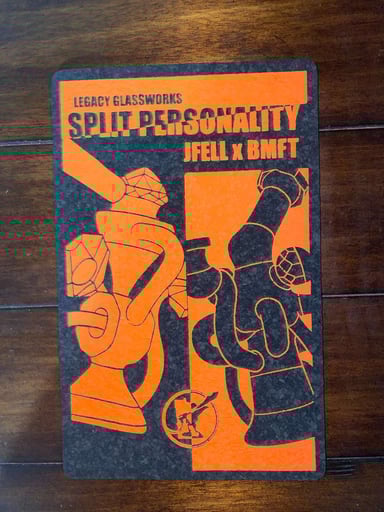 LEGACY GLASSWORKS
SPLIT PERSONALITY
JFELL x BMFT